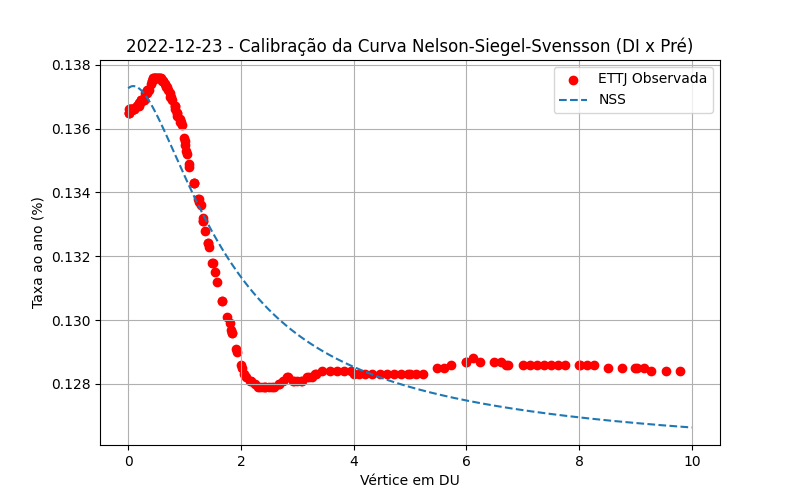 2022-12-23 - Calibração da Curva Nelson-Siegel-Svensson (DI x Pré)
0.138
0.136
0.134
0.132
0.130
0.128
Taxa ao ano (%)
ETTJ Observada
NSS
0
2
4
6
8
10
Vértice em DU